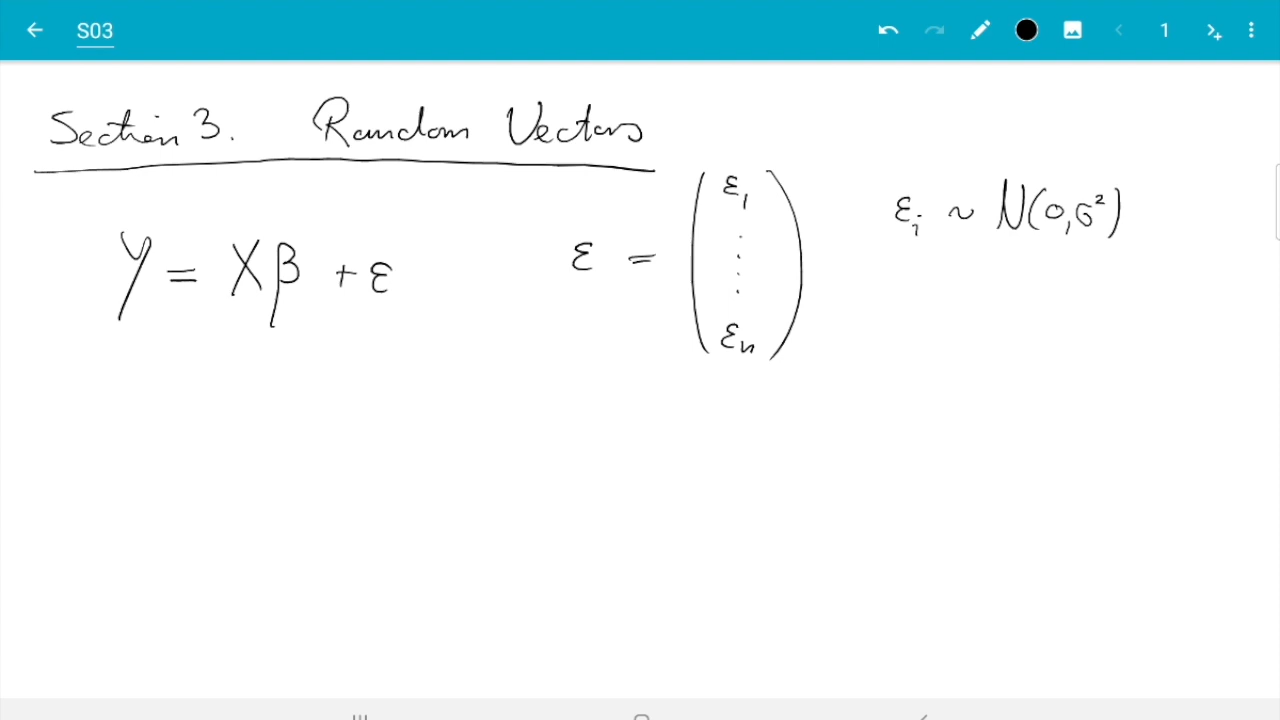 S03
1
Section 3. Random Vectors
Y = Xβ + ε
ε = ( ε₁ ⋮ εₙ )
εᵢ ~ N(0,σ²)